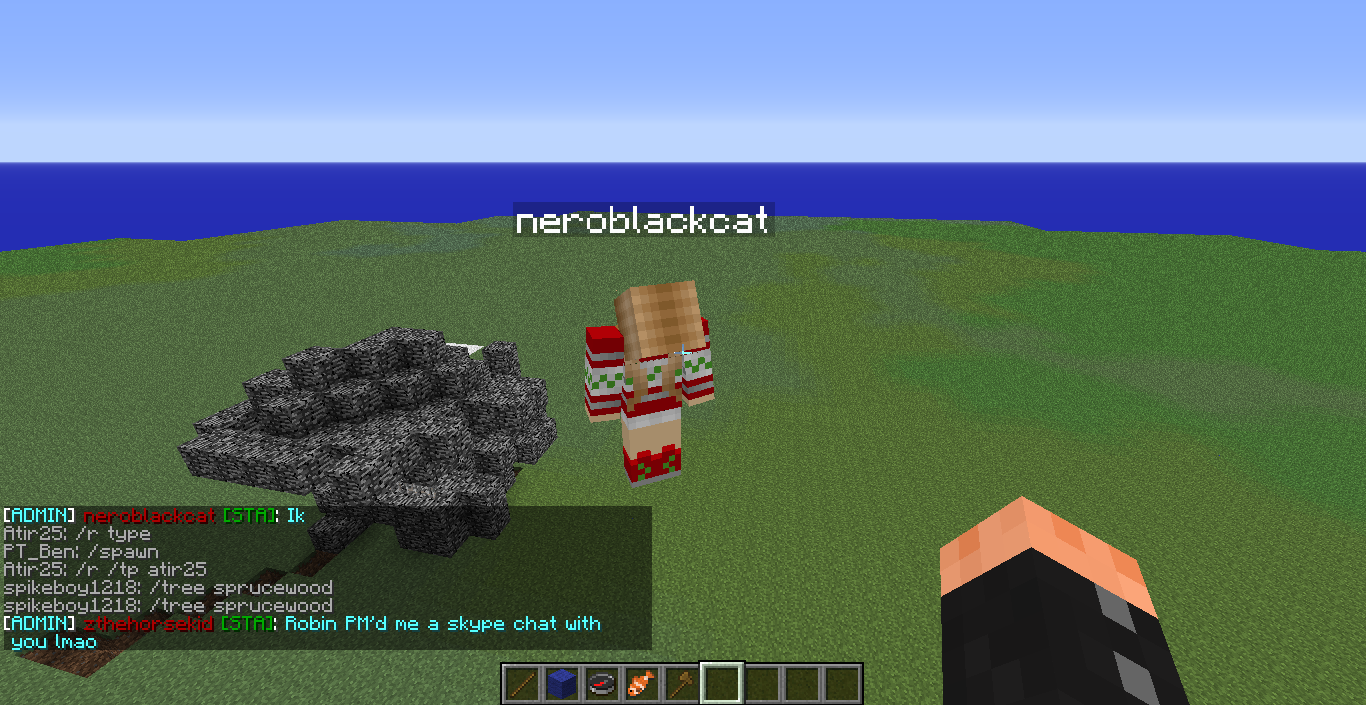 neroblackcat
[ADMIN] neroblackcat [STA]: Ik
Atir25: /r type
PT_Ben: /spawn
Atir25: /r /tp atir25
spikeboy1218: /tree sprucewood
spikeboy1218: /tree sprucewood
[ADMIN] zthehorsekid [STA]: Robin PM'd me a skype chat with
you lmao